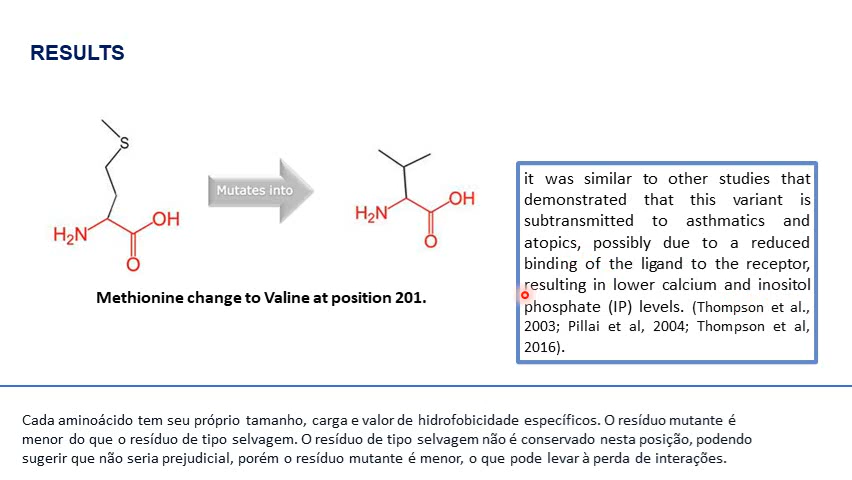 RESULTS
S
OH
H₂N
O
Mutates into
OH
H₂N
O
Methionine change to Valine at position 201.
it was similar to other studies that
demonstrated that this variant is
subtransmitted to asthmatics and
atopics, possibly due to a reduced
binding of the ligand to the receptor,
resulting in lower calcium and inositol
phosphate (IP) levels. (Thompson et al.,
2003; Pillai et al, 2004; Thompson et al,
2016).
Cada aminoácido tem seu próprio tamanho, carga e valor de hidrofobicidade específicos. O resíduo mutante é
menor do que o resíduo de tipo selvagem. O resíduo de tipo selvagem não é conservado nesta posição, podendo
sugerir que não seria prejudicial, porém o resíduo mutante é menor, o que pode levar à perda de interações.